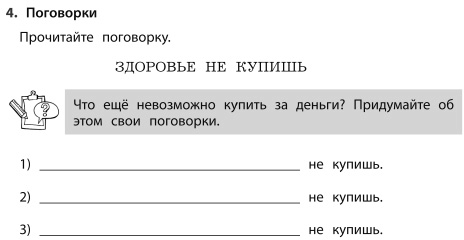 4. Поговорки
Прочитайте поговорку.
ЗДОРОВЬЕ НЕ КУПИШЬ
Что ещё невозможно купить за деньги? Придумайте об
этом свои поговорки.
1) ______________________________ не купишь.
2) ______________________________ не купишь.
3) ______________________________ не купишь.